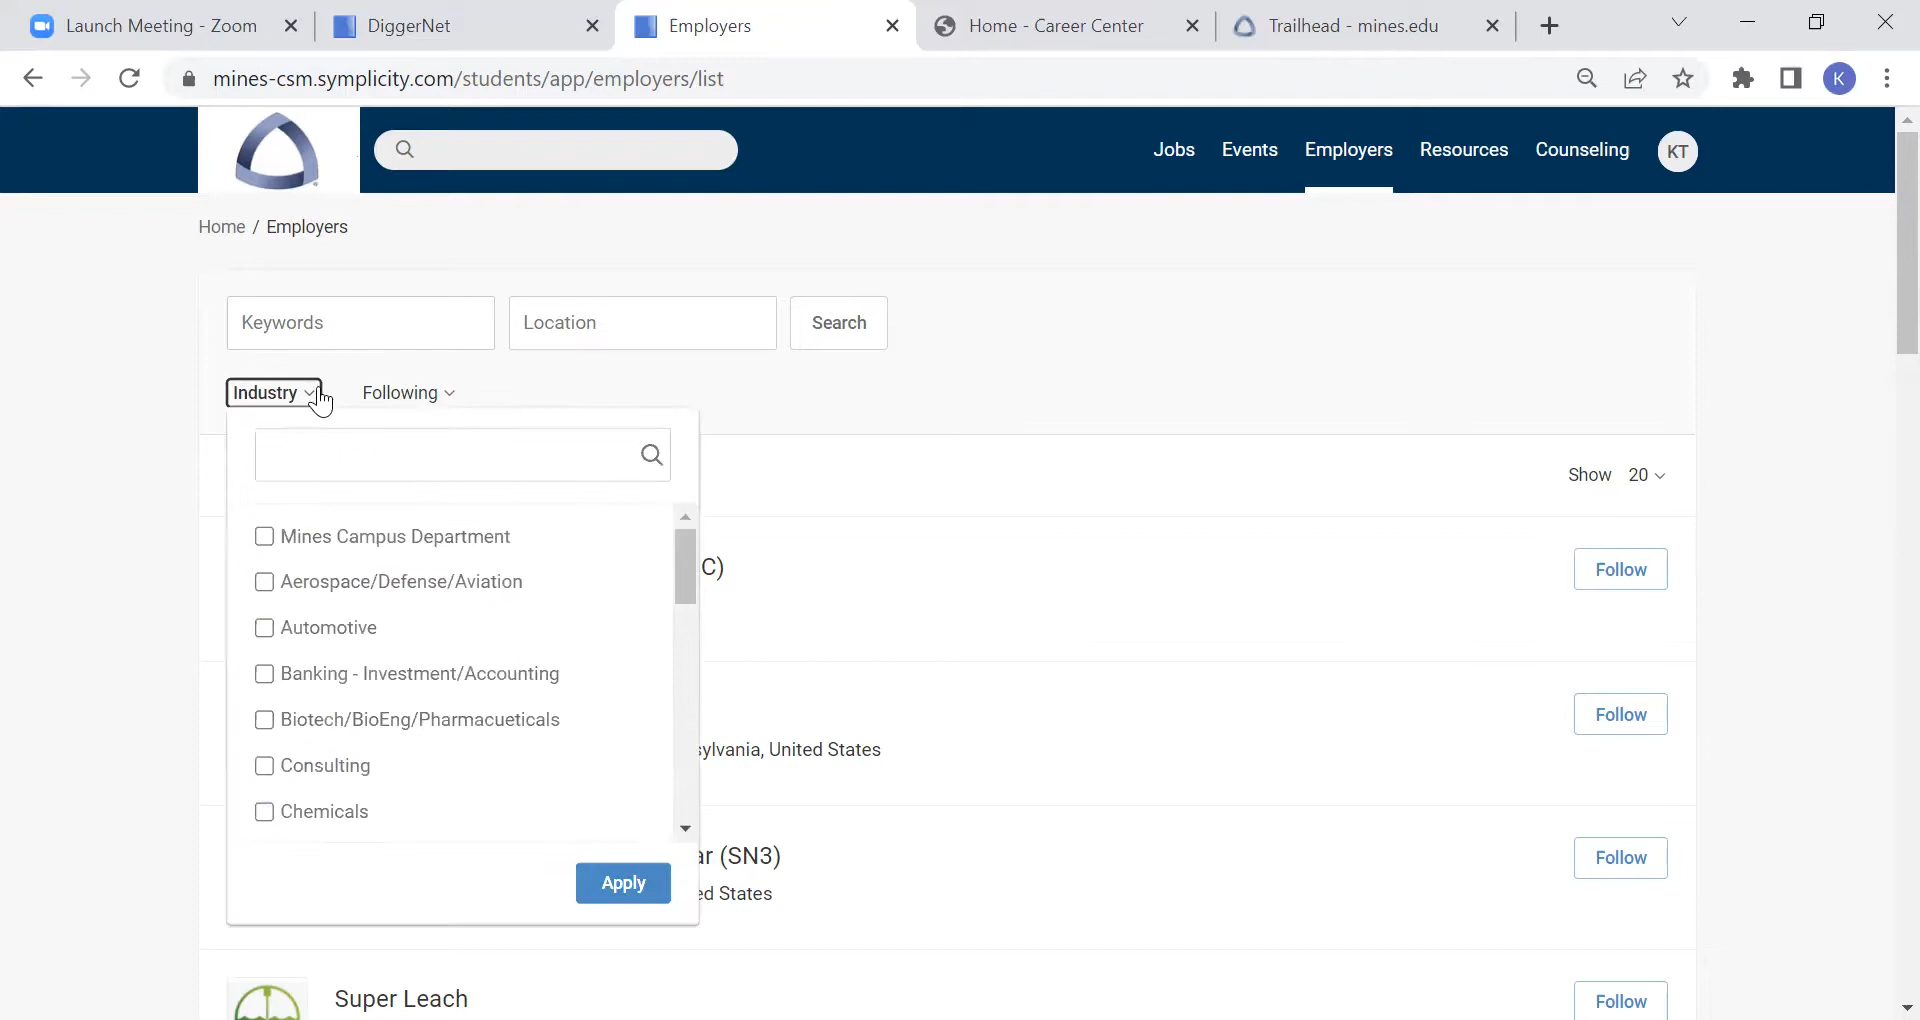 Launch Meeting - Zoom
DiggerNet
Employers
Home - Career Center
Trailhead - mines.edu
mines-csm.symplicity.com/students/app/employers/list
K
Jobs
Events
Employers
Resources
Counseling
KT
Home / Employers
Keywords
Location
Search
Industry
Following
Show 20
Mines Campus Department
Aerospace/Defense/Aviation
Automotive
Banking - Investment/Accounting
Biotech/BioEng/Pharmacueticals
Consulting
Chemicals
Apply
C)
Follow
Follow
sylvania, United States
ar (SN3)
Follow
ed States
Super Leach
Follow